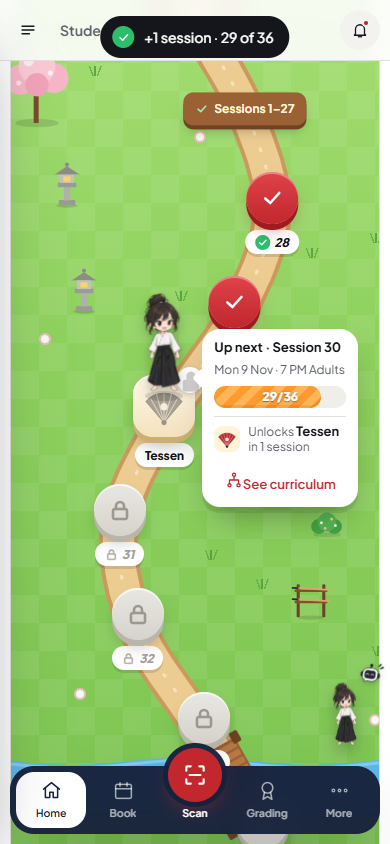 Stude
+1 session · 29 of 36
Sessions 1–27
28
Up next · Session 30
Mon 9 Nov · 7 PM Adults
29/36
Unlocks Tessen
in 1 session
See curriculum
Tessen
31
32
Home
Book
Scan
Grading
More